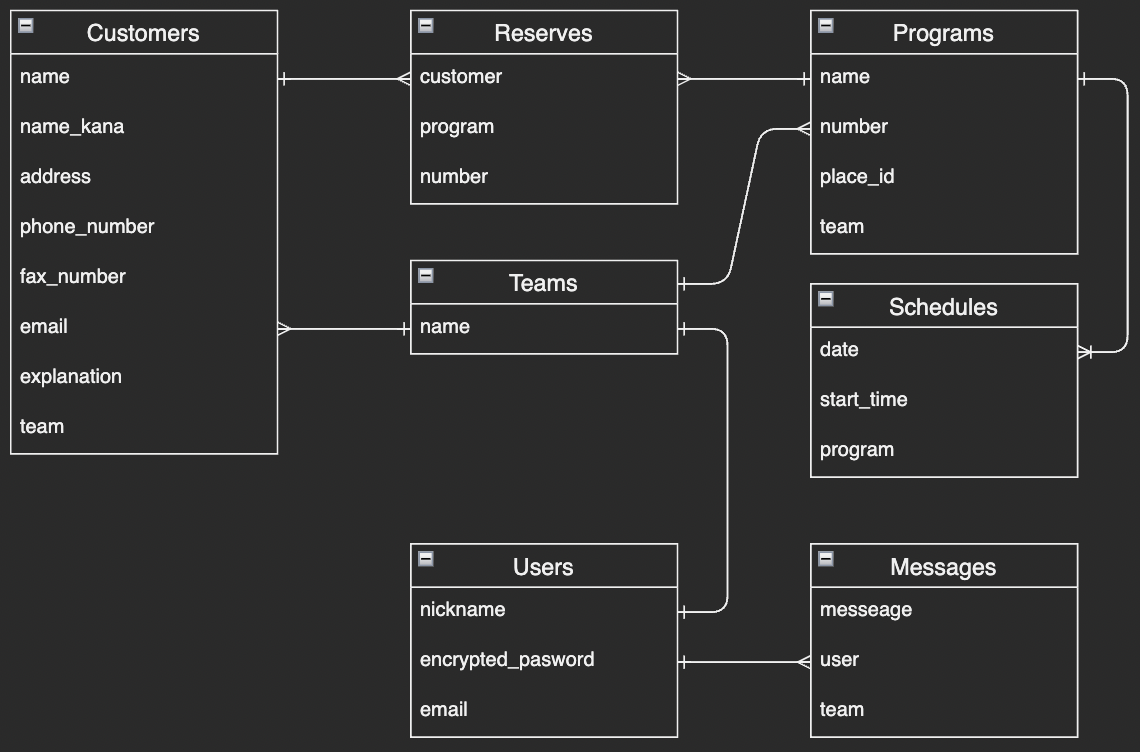 Customers
name
name_kana
address
phone_number
fax_number
email
explanation
team
Reserves
customer
program
number
Programs
name
number
place_id
team
Teams
name
Schedules
date
start_time
program
Users
nickname
encrypted_pasword
email
Messages
messeage
user
team